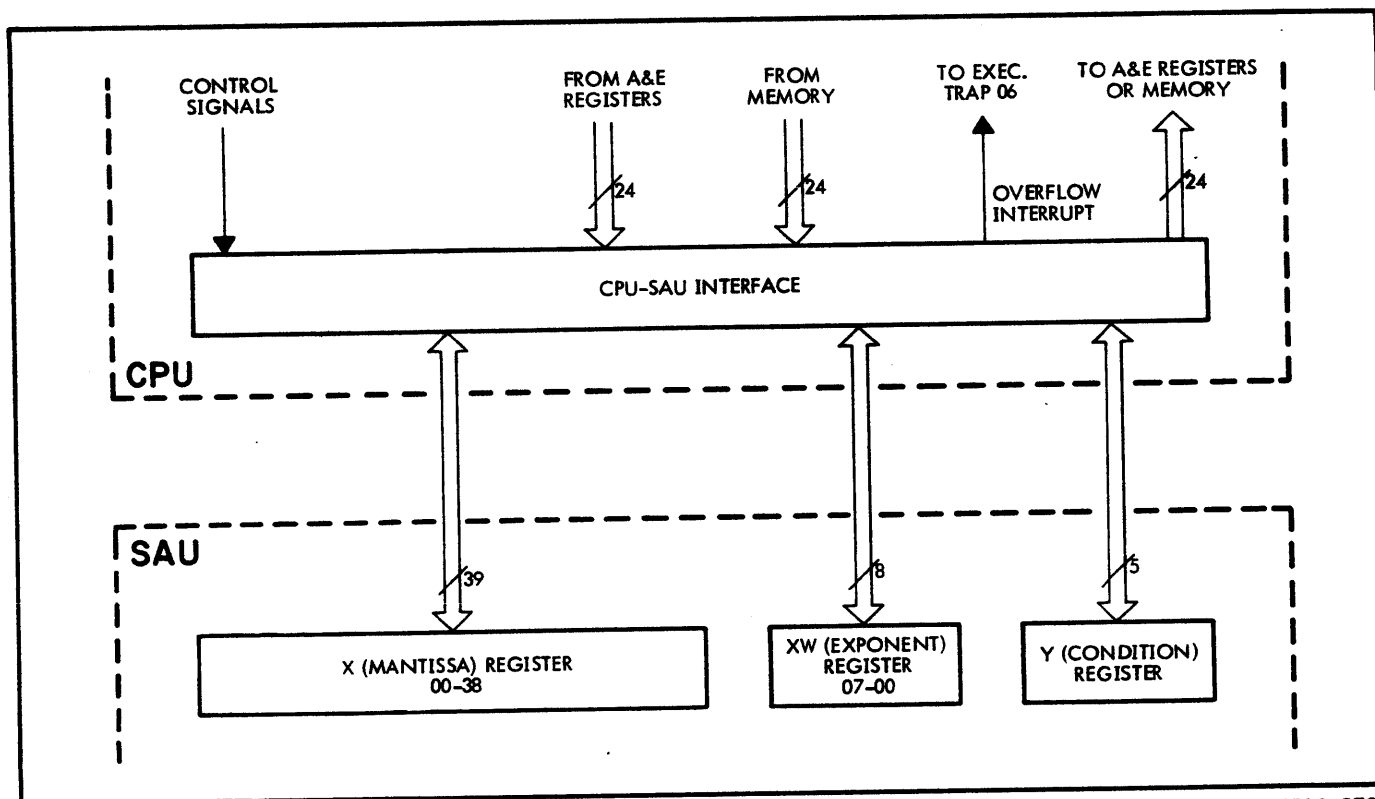 CONTROL
SIGNALS
FROM A&E
REGISTERS
FROM
MEMORY
TO EXEC.
TRAP 06
TO A&E REGISTERS
OR MEMORY
24
24
OVERFLOW
INTERRUPT
24
CPU-SAU INTERFACE
CPU
SAU
39
8
5
X (MANTISSA) REGISTER
00-38
XW (EXPONENT)
REGISTER
07-00
Y (CONDITION)
REGISTER